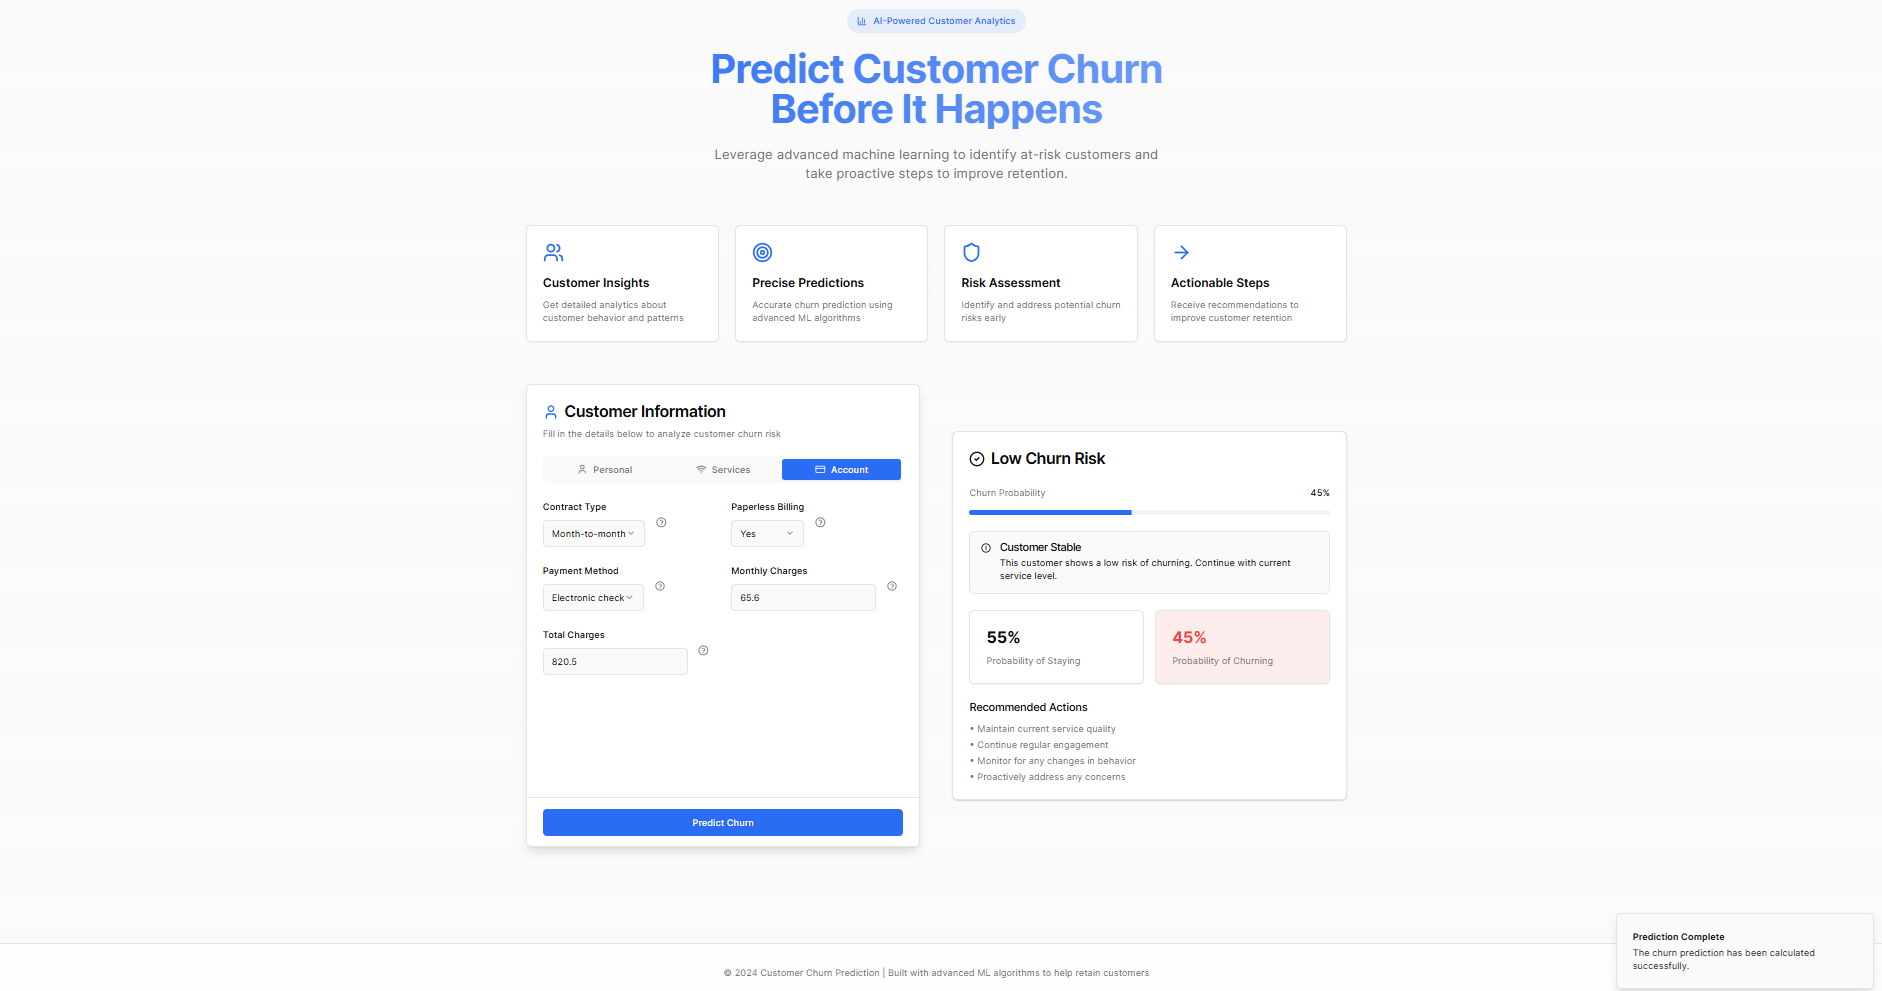 AI-Powered Customer Analytics
Predict Customer Churn
Before It Happens
Leverage advanced machine learning to identify at-risk customers and
take proactive steps to improve retention.
Customer Insights
Get detailed analytics about
customer behavior and patterns
Precise Predictions
Accurate churn prediction using
advanced ML algorithms
Risk Assessment
Identify and address potential churn
risks early
Actionable Steps
Receive recommendations to
improve customer retention
Customer Information
Fill in the details below to analyze customer churn risk
Personal
Services
Account
Contract Type
Month-to-month
Paperless Billing
Yes
Payment Method
Electronic check
Monthly Charges
65.6
Total Charges
820.5
Predict Churn
Low Churn Risk
Churn Probability
45%
Customer Stable
This customer shows a low risk of churning. Continue with current
service level.
55%
Probability of Staying
45%
Probability of Churning
Recommended Actions
• Maintain current service quality
• Continue regular engagement
• Monitor for any changes in behavior
• Proactively address any concerns
© 2024 Customer Churn Prediction | Built with advanced ML algorithms to help retain customers
Prediction Complete
The churn prediction has been calculated
successfully.